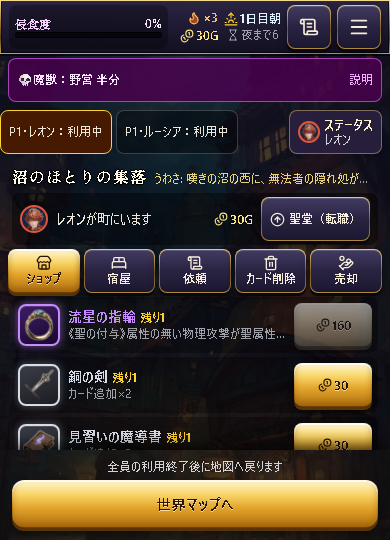 侵食度 0%
×3 1日目朝
30G 夜まで6
魔獣：野営 半分 説明
P1・レオン：利用中
P1・ルーシア：利用中
ステータス
レオン
沼のほとりの集落 うわさ: 嘆きの沼の西に、無法者の隠れ処が…
レオンが町にいます 30G 聖堂（転職）
ショップ 宿屋 依頼 カード削除 売却
流星の指輪 残り1
《聖の付与》属性の無い物理攻撃が聖属性… 160
銅の剣 残り1
カード追加×2 30
見習いの魔導書 残り1
30
全員の利用終了後に地図へ戻ります
世界マップへ